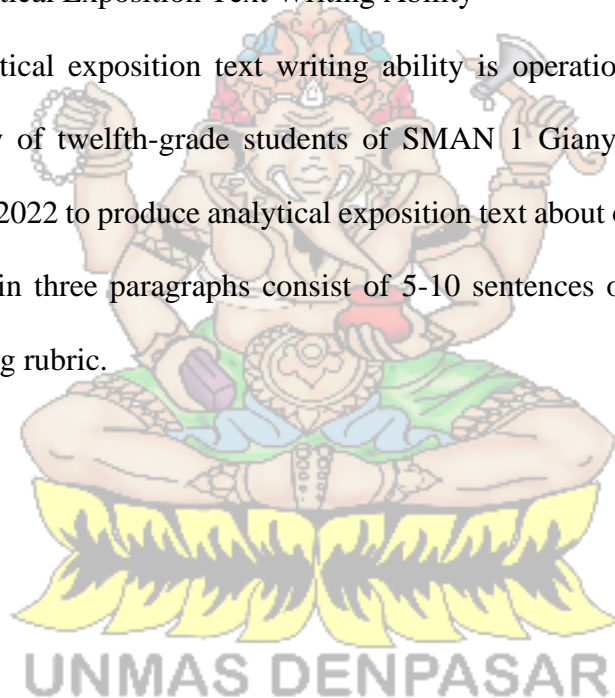 tical Exposition Text Writing Ability
tical exposition text writing ability is operatio
of twelfth-grade students of SMAN 1 Giany
2022 to produce analytical exposition text about
in three paragraphs consist of 5-10 sentences o
g rubric.
UNMAS DENPASAR